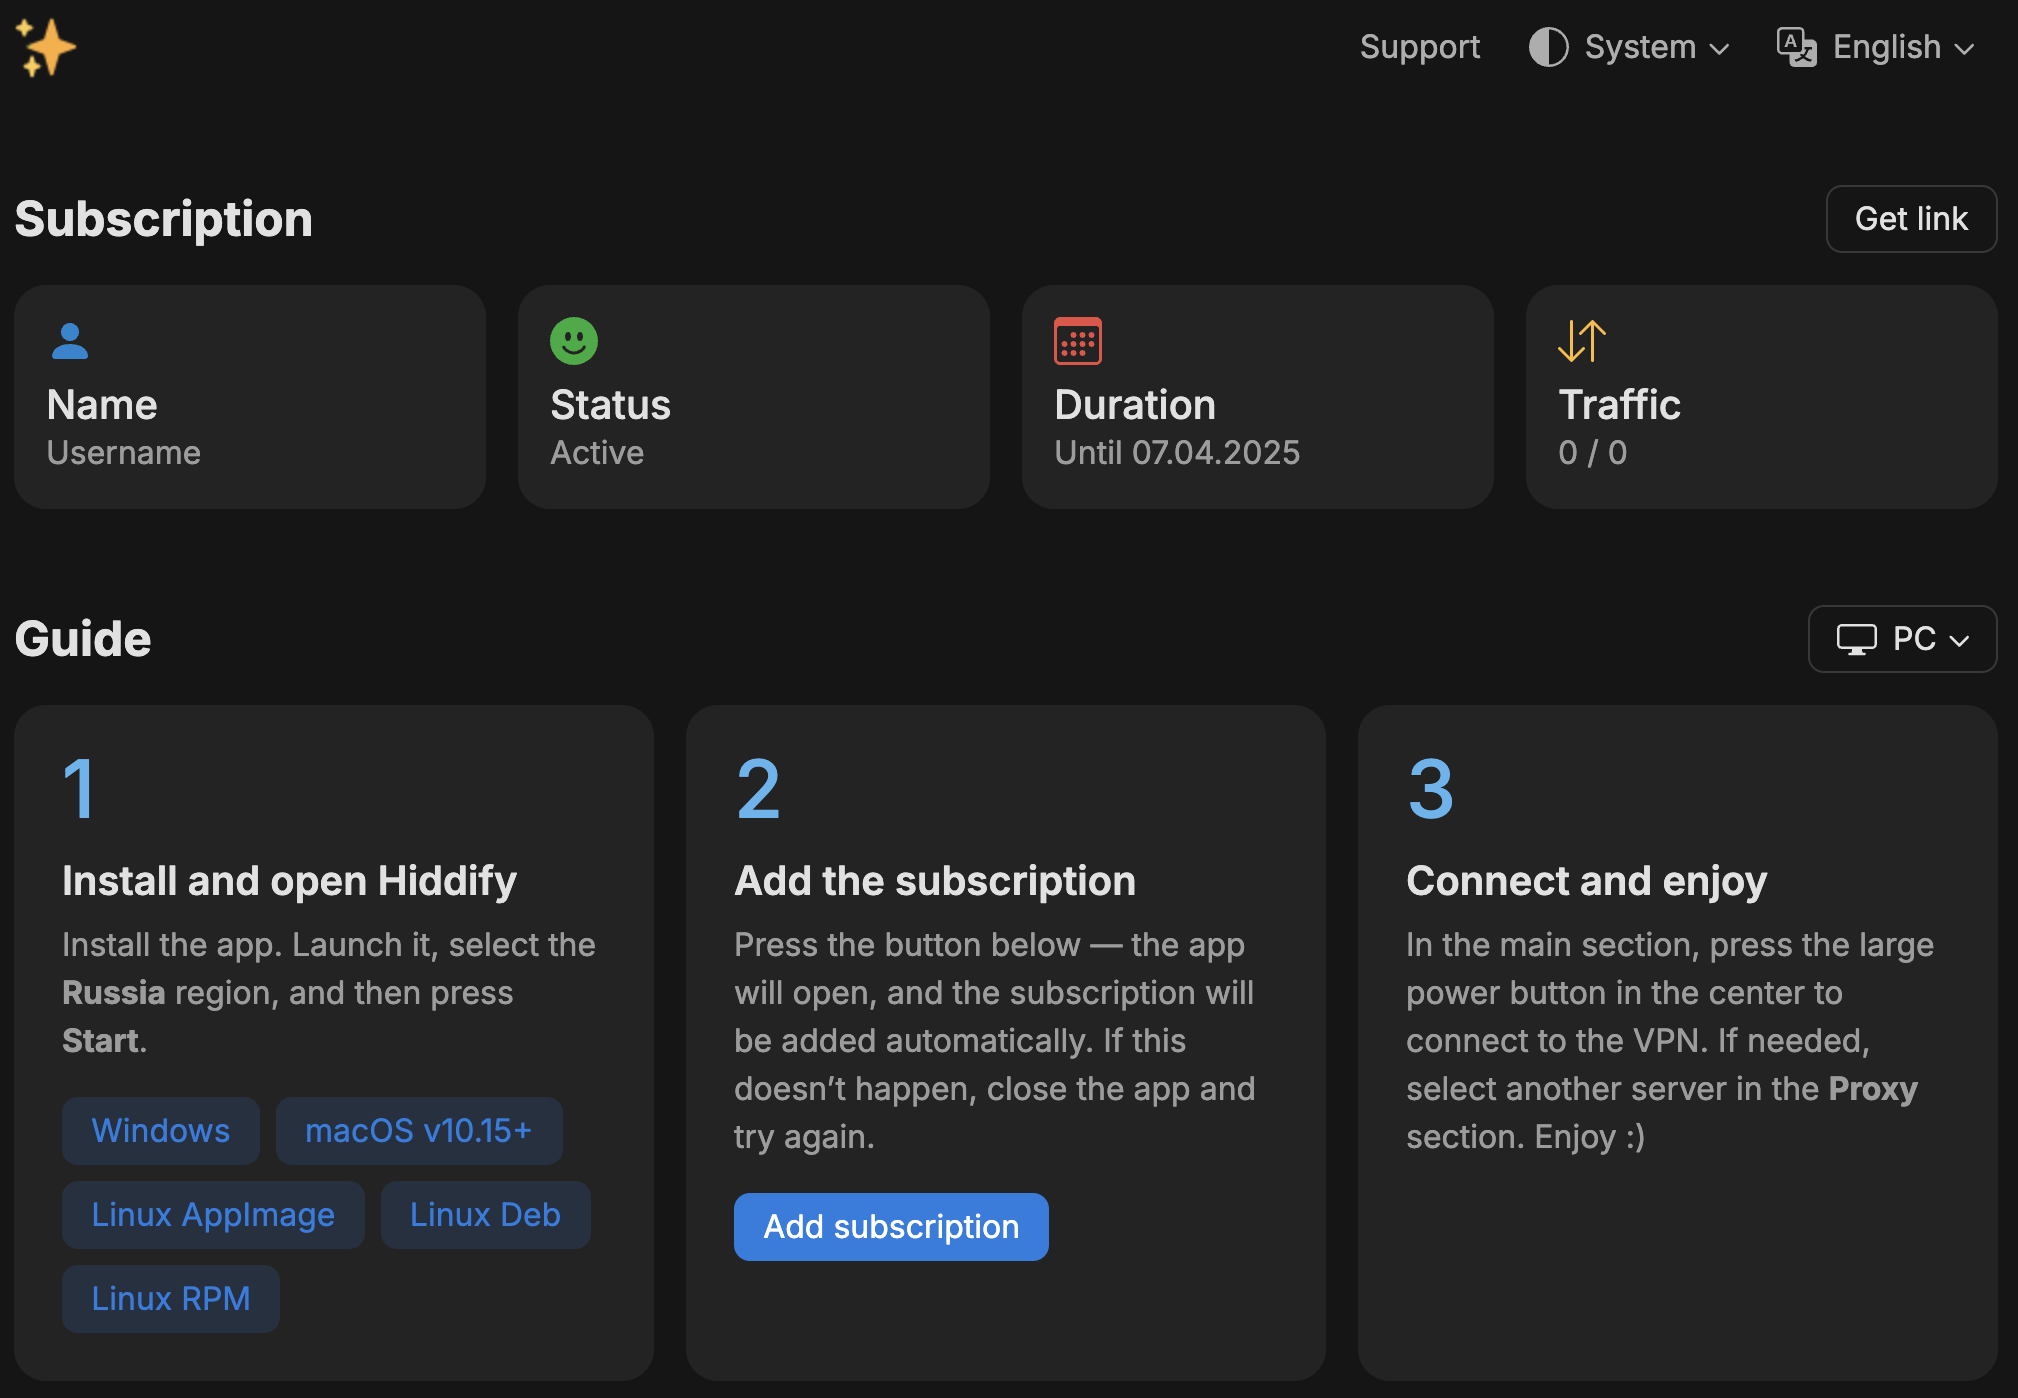 Support
System
English
Subscription
Get link
Name
Username
Status
Active
Duration
Until 07.04.2025
Traffic
0 / 0
Guide
PC
1
Install and open Hiddify
Install the app. Launch it, select the
Russia region, and then press
Start.
Windows
macOS v10.15+
Linux AppImage
Linux Deb
Linux RPM
2
Add the subscription
Press the button below — the app
will open, and the subscription will
be added automatically. If this
doesn’t happen, close the app and
try again.
Add subscription
3
Connect and enjoy
In the main section, press the large
power button in the center to
connect to the VPN. If needed,
select another server in the Proxy
section. Enjoy :)